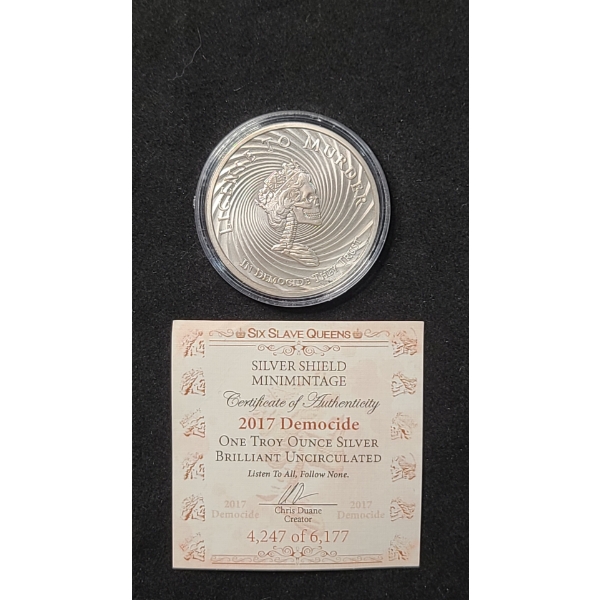 LICENSE TO MURDER
IN DEMOCIDE THEY TRUST
SIX SLAVE QUEENS
SILVER SHIELD
MINIMINTAGE
Certificate of Authenticity
2017 Democide
ONE TROY OUNCE SILVER
BRILLIANT UNCIRCULATED
Listen To All, Follow None.
Chris Duane
Creator
2017 2017
Democide Democide
4,247 of 6,177